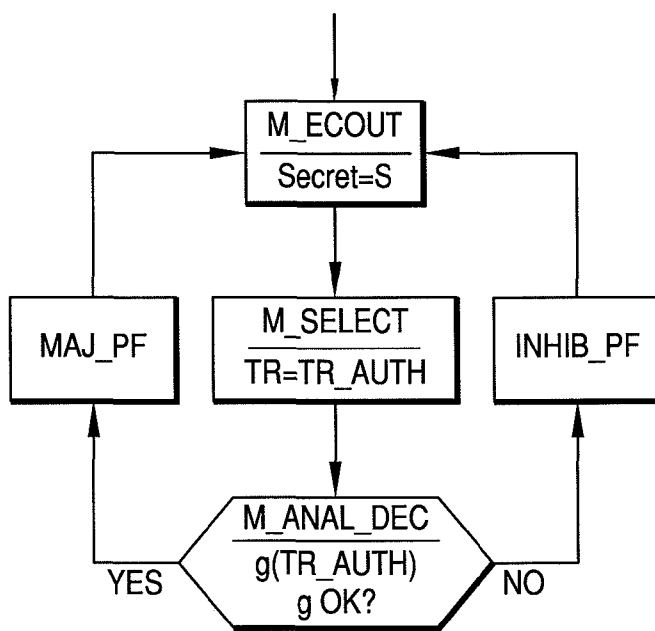 M_ECOUT
Secret=S
MAJ_PF
M_SELECT
TR=TR_AUTH
INHIB_PF
M_ANAL_DEC
g(TR_AUTH)
g OK?
YES
NO